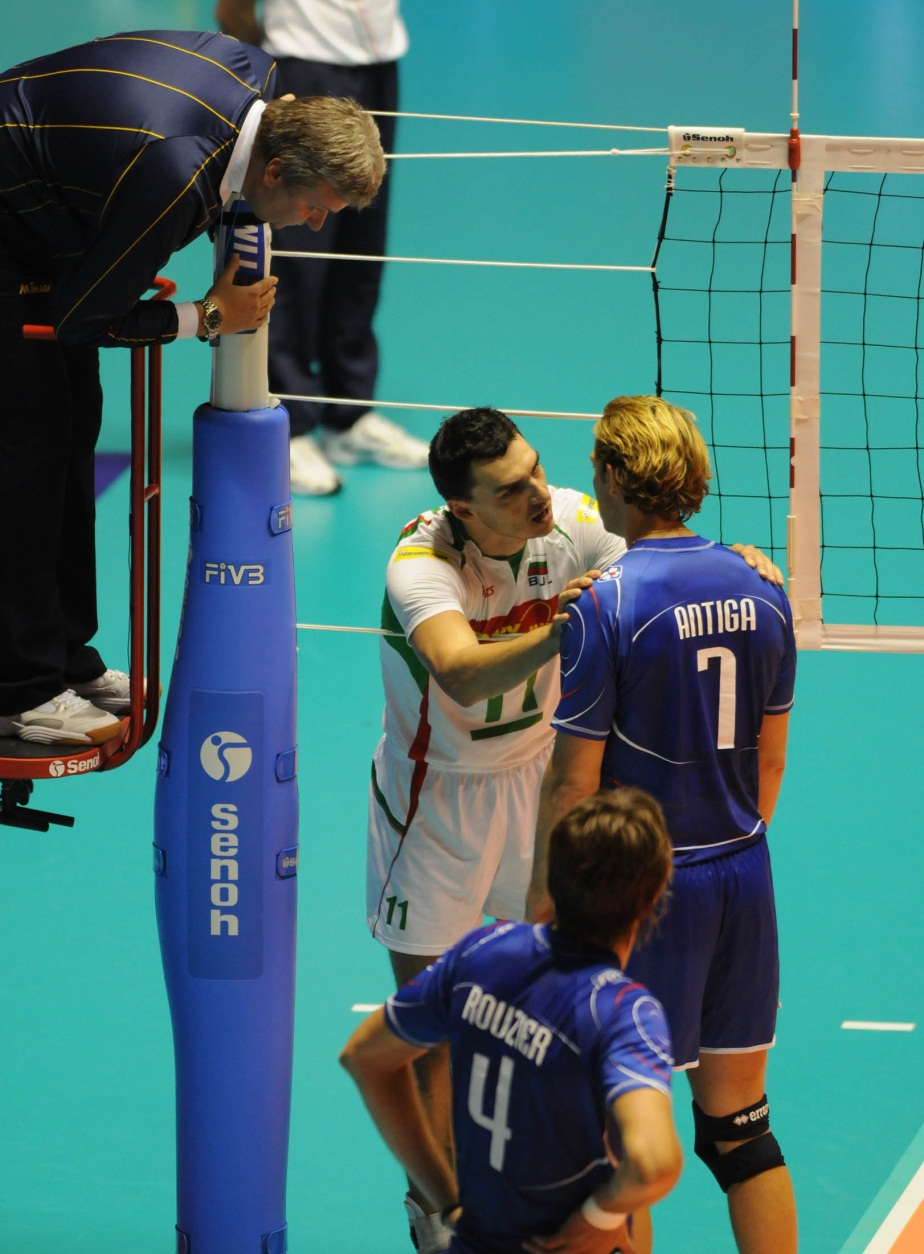 Senoh
FiVB
ANTIGA
7
11
senoh
Senoh
11
ROUZIER
4
errea